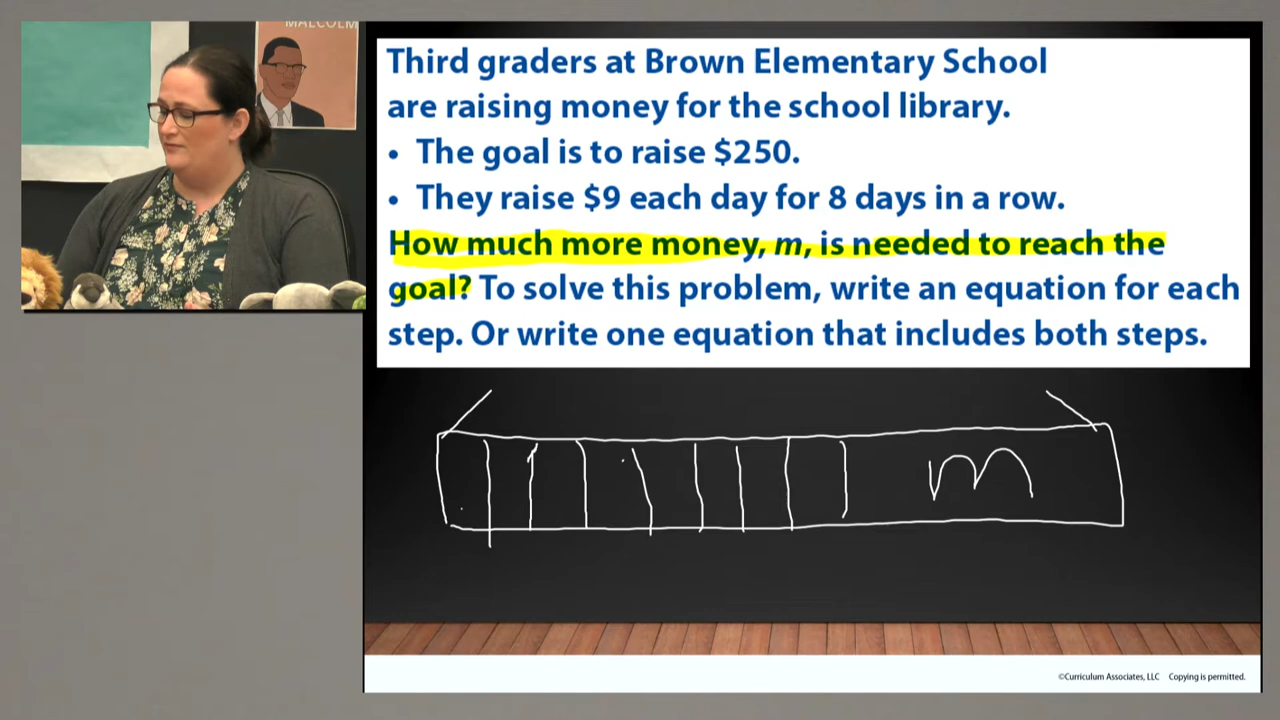 MALCOLM
Third graders at Brown Elementary School
are raising money for the school library.
• The goal is to raise $250.
• They raise $9 each day for 8 days in a row.
How much more money, m, is needed to reach the
goal? To solve this problem, write an equation for each
step. Or write one equation that includes both steps.
m
©Curriculum Associates, LLC Copying is permitted.